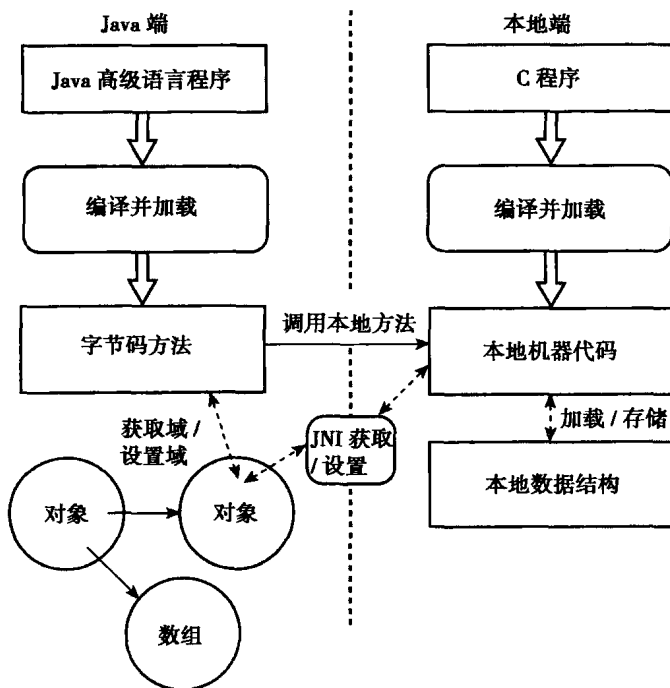 Java 端
本地端
Java 高级语言程序
C 程序
编译并加载
编译并加载
字节码方法
调用本地方法
本地机器代码
获取域 /
设置域
JNI 获取
/ 设置
加载 / 存储
对象
对象
本地数据结构
数组